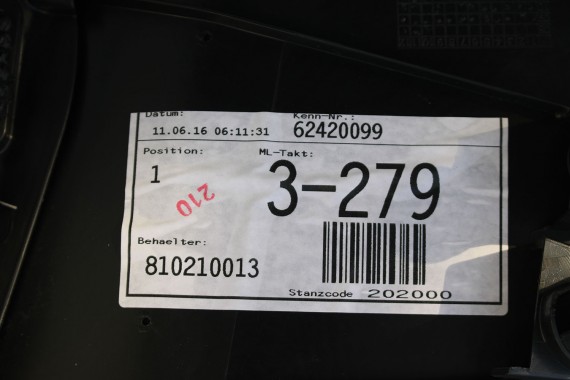 Datum: Kenn-Nr.:
11.06.16 06:11:31 62420099
Position: ML-Takt:
1 3-279
210
Behaelter:
810210013
Stanzcode 202000